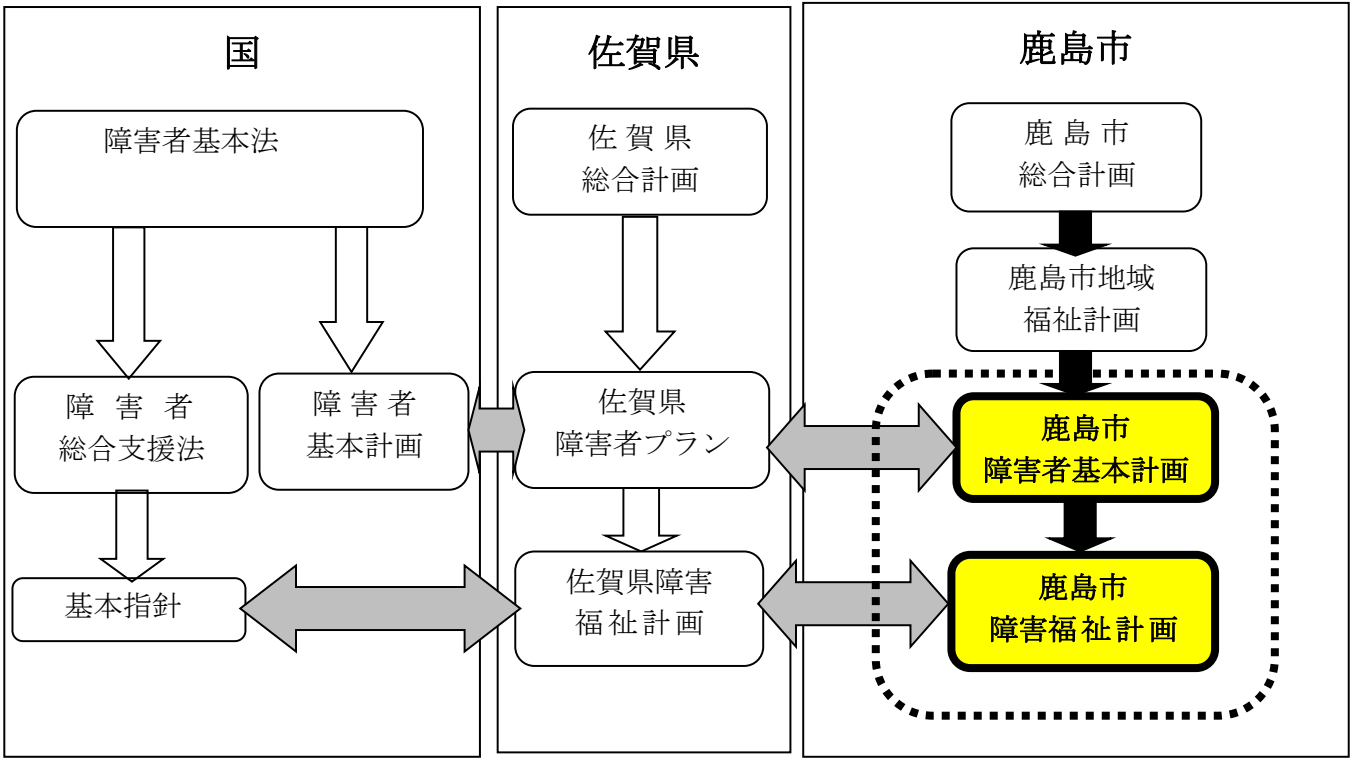 国
障害者基本法
障害者
総合支援法
障害者
基本計画
基本指針
佐賀県
佐賀県
総合計画
佐賀県
障害者プラン
佐賀県障害
福祉計画
鹿島市
鹿島市
総合計画
鹿島市地域
福祉計画
鹿島市
障害者基本計画
鹿島市
障害福祉計画